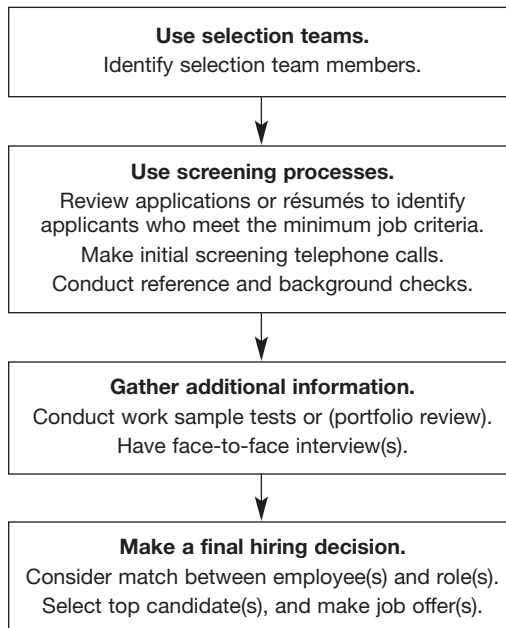 Use selection teams.
Identify selection team members.
Use screening processes.
Review applications or résumés to identify
applicants who meet the minimum job criteria.
Make initial screening telephone calls.
Conduct reference and background checks.
Gather additional information.
Conduct work sample tests or (portfolio review).
Have face-to-face interview(s).
Make a final hiring decision.
Consider match between employee(s) and role(s).
Select top candidate(s), and make job offer(s).